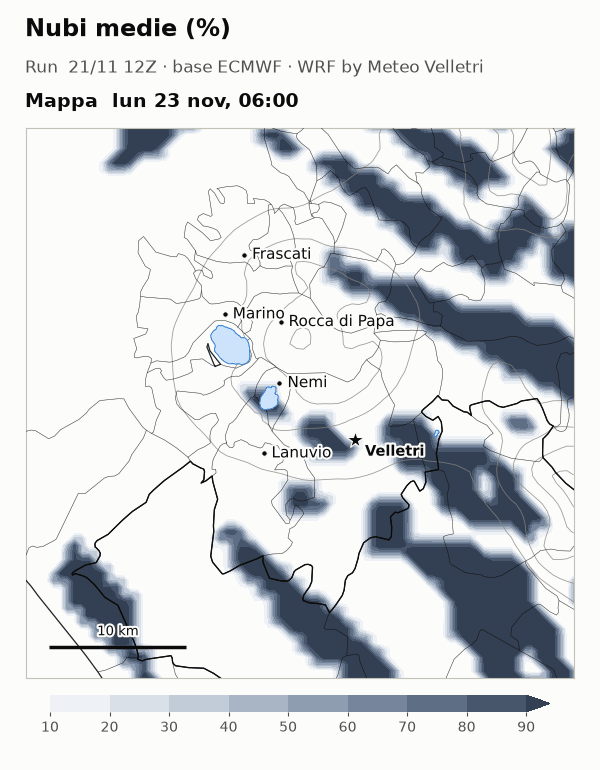 Nubi medie (%)
Run  21/11 12Z · base ECMWF · WRF by Meteo Velletri
Mappa  lun 23 nov, 06:00
Frascati
Marino
Rocca di Papa
Nemi
Velletri
Lanuvio
10 km
10 20 30 40 50 60 70 80 90